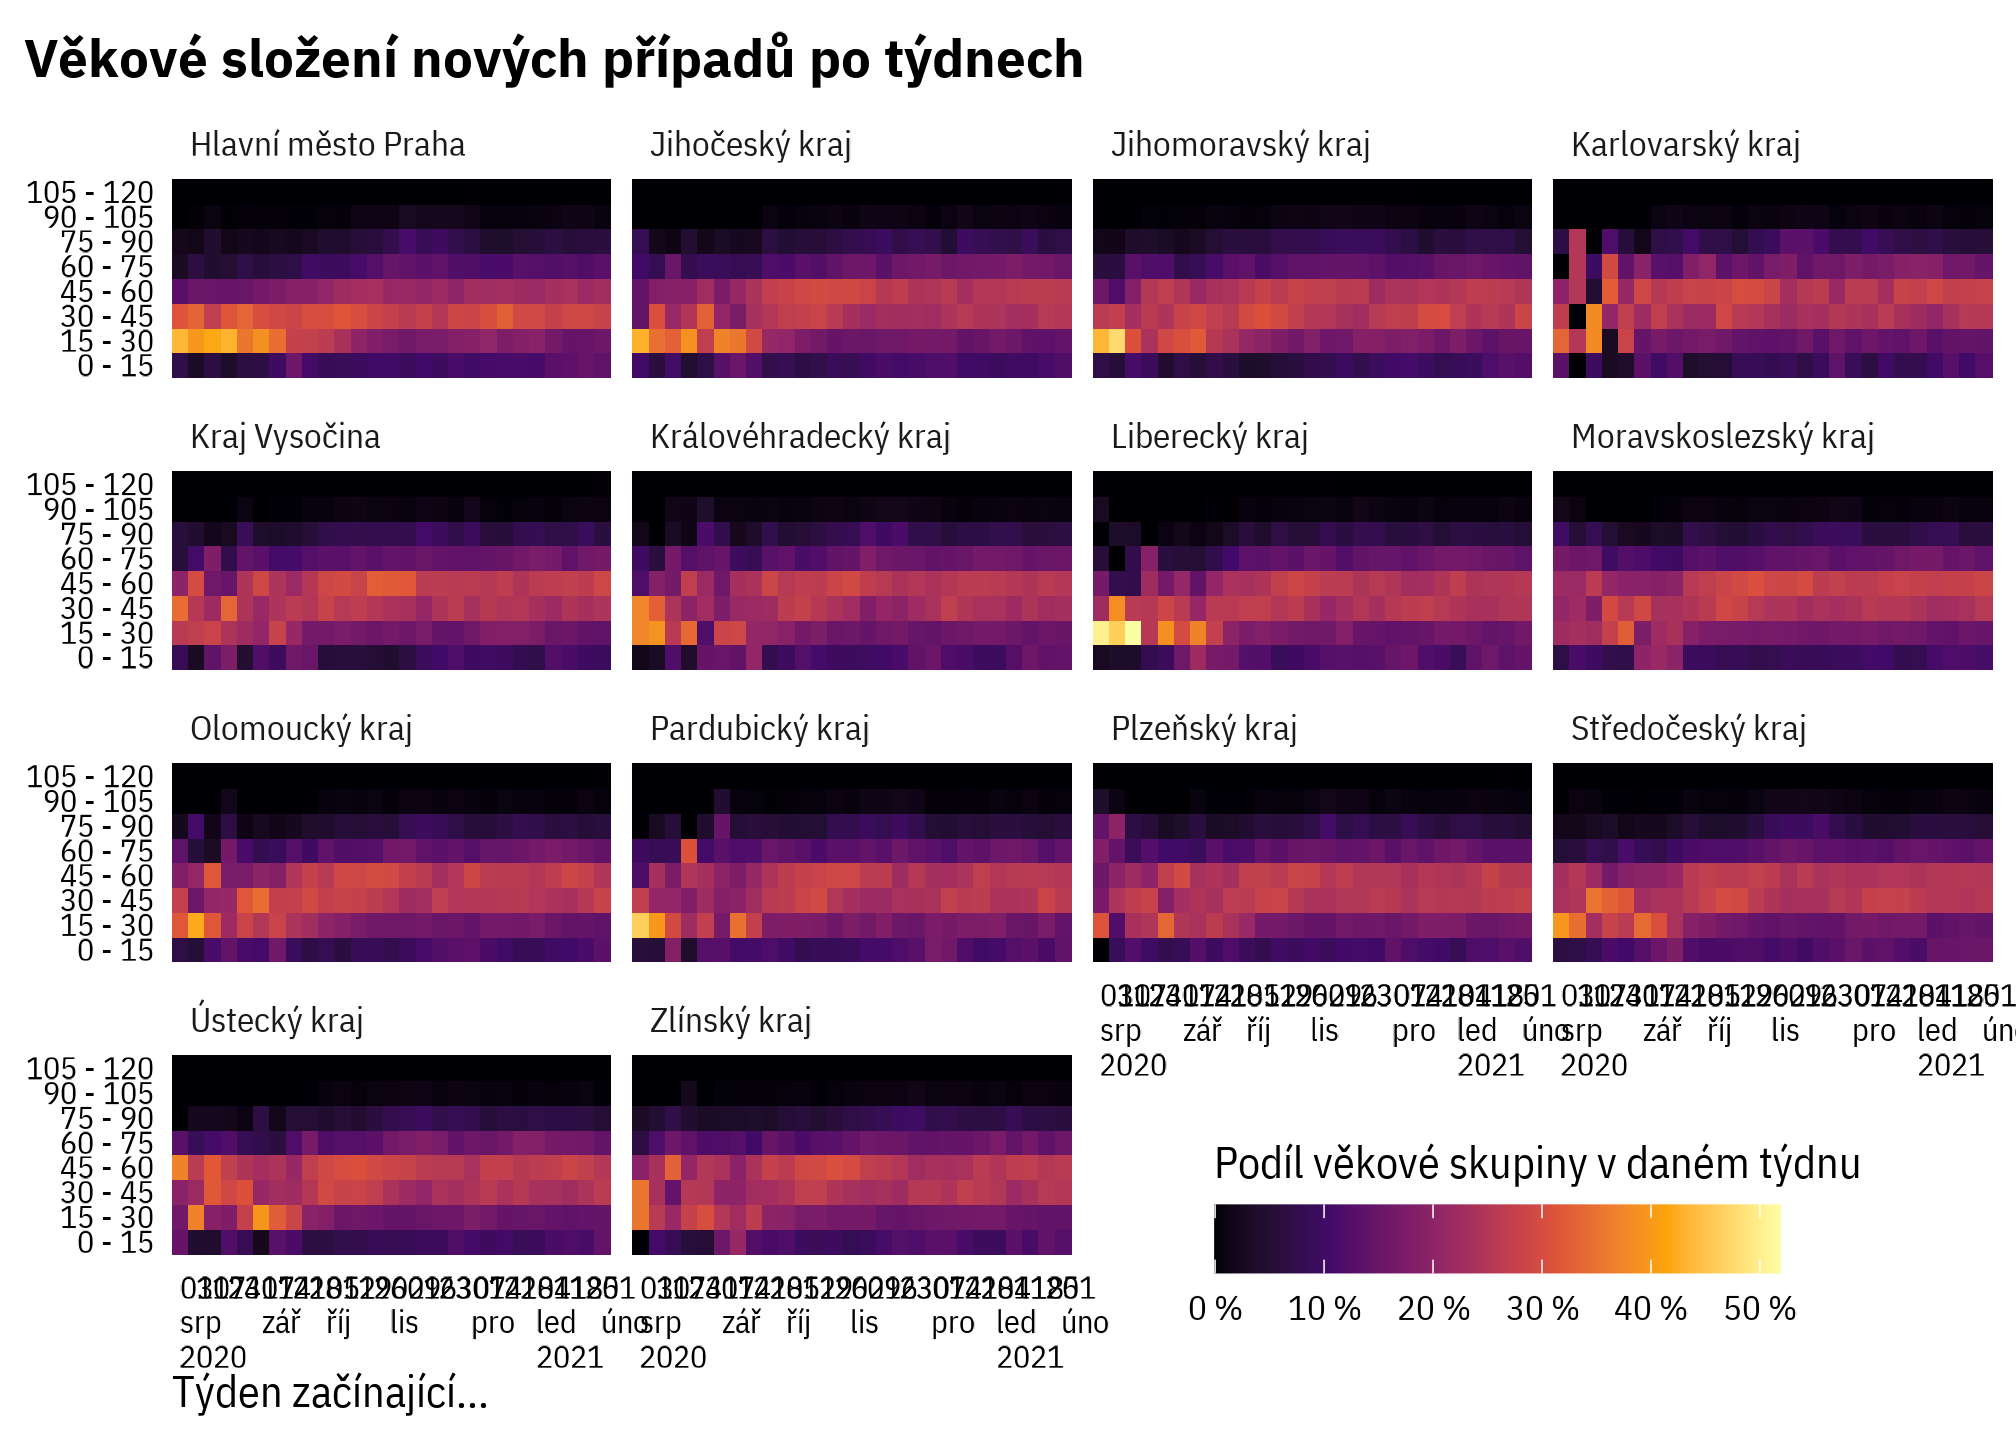 Věkové složení nových případů po týdnech
Hlavní město Praha
Jihočeský kraj
Jihomoravský kraj
Karlovarský kraj
105 - 120
90 - 105
75 - 90
60 - 75
45 - 60
30 - 45
15 - 30
0 - 15
Kraj Vysočina
Královéhradecký kraj
Liberecký kraj
Moravskoslezský kraj
105 - 120
90 - 105
75 - 90
60 - 75
45 - 60
30 - 45
15 - 30
0 - 15
Olomoucký kraj
Pardubický kraj
Plzeňský kraj
Středočeský kraj
105 - 120
90 - 105
75 - 90
60 - 75
45 - 60
30 - 45
15 - 30
0 - 15
srp zář říj lis pro led úno
2020 2021
srp zář říj lis pro led
2020 2021
Ústecký kraj
Zlínský kraj
105 - 120
90 - 105
75 - 90
60 - 75
45 - 60
30 - 45
15 - 30
0 - 15
srp zář říj lis pro led úno
2020 2021
srp zář říj lis pro led úno
2020 2021
Týden začínající...
Podíl věkové skupiny v daném týdnu
0 % 10 % 20 % 30 % 40 % 50 %